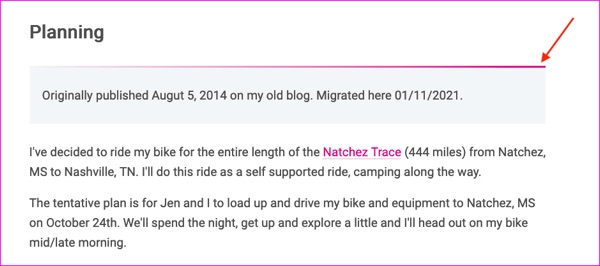 Planning
Originally published Augut 5, 2014 on my old blog. Migrated here 01/11/2021.
I've decided to ride my bike for the entire length of the Natchez Trace (444 miles) from Natchez,
MS to Nashville, TN. I'll do this ride as a self supported ride, camping along the way.
The tentative plan is for Jen and I to load up and drive my bike and equipment to Natchez, MS
on October 24th. We'll spend the night, get up and explore a little and I'll head out on my bike
mid/late morning.